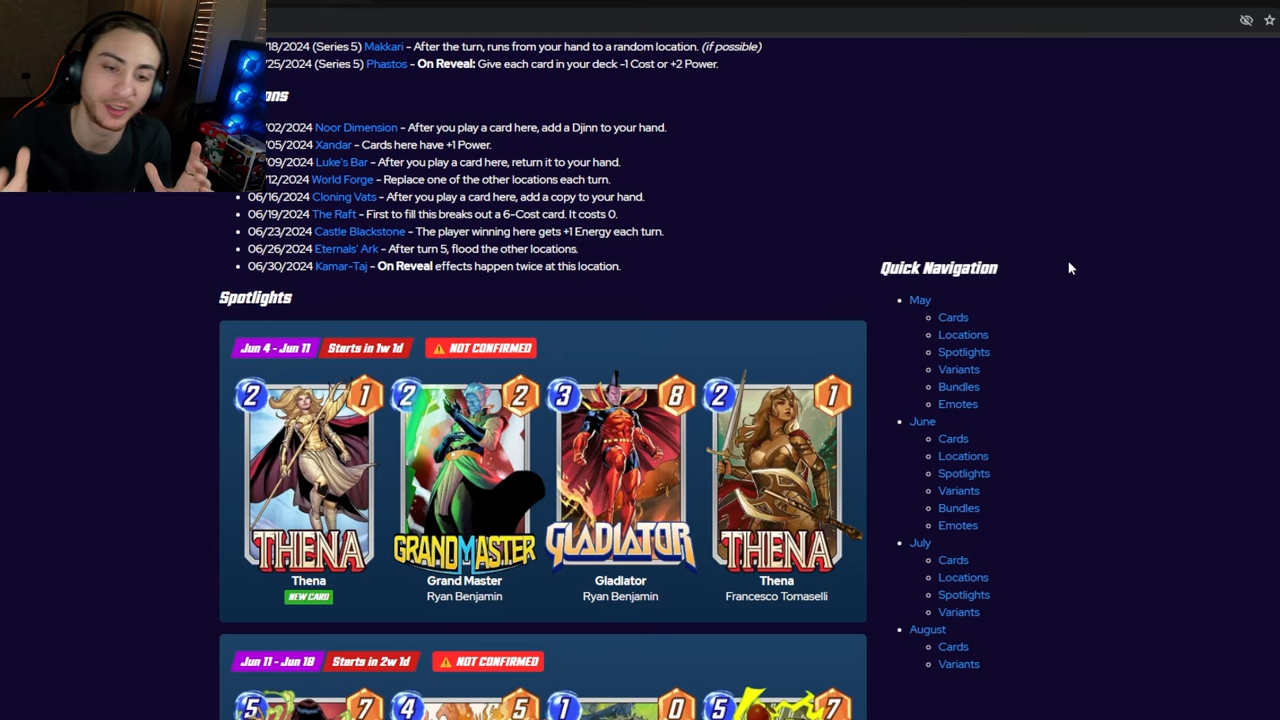 18/2024 (Series 5) Makkari - After the turn, runs from your hand to a random location. (if possible)
25/2024 (Series 5) Phastos - On Reveal: Give each card in your deck -1 Cost or +2 Power.
ons
02/2024 Noor Dimension - After you play a card here, add a Djinn to your hand.
05/2024 Xandar - Cards here have +1 Power.
09/2024 Luke's Bar - After you play a card here, return it to your hand.
12/2024 World Forge - Replace one of the other locations each turn.
06/16/2024 Cloning Vats - After you play a card here, add a copy to your hand.
06/19/2024 The Raft - First to fill this breaks out a 6-Cost card. It costs 0.
06/23/2024 Castle Blackstone - The player winning here gets +1 Energy each turn.
06/26/2024 Eternals' Ark - After turn 5, flood the other locations.
06/30/2024 Kamar-Taj - On Reveal effects happen twice at this location.
Spotlights
Jun 4 - Jun 11 Starts in 1w 1d NOT CONFIRMED
2 1 2 2 3 8 2 1
THENA GRANDMASTER GLADIATOR THENA
Thena Grand Master Gladiator Thena
NEW CARD Ryan Benjamin Ryan Benjamin Francesco Tomaselli
Jun 11 - Jun 18 Starts in 2w 1d NOT CONFIRMED
5 7 4 5 1 0 5 7
Quick Navigation
May
Cards
Locations
Spotlights
Variants
Bundles
Emotes
June
Cards
Locations
Spotlights
Variants
Bundles
Emotes
July
Cards
Locations
Spotlights
Variants
August
Cards
Variants